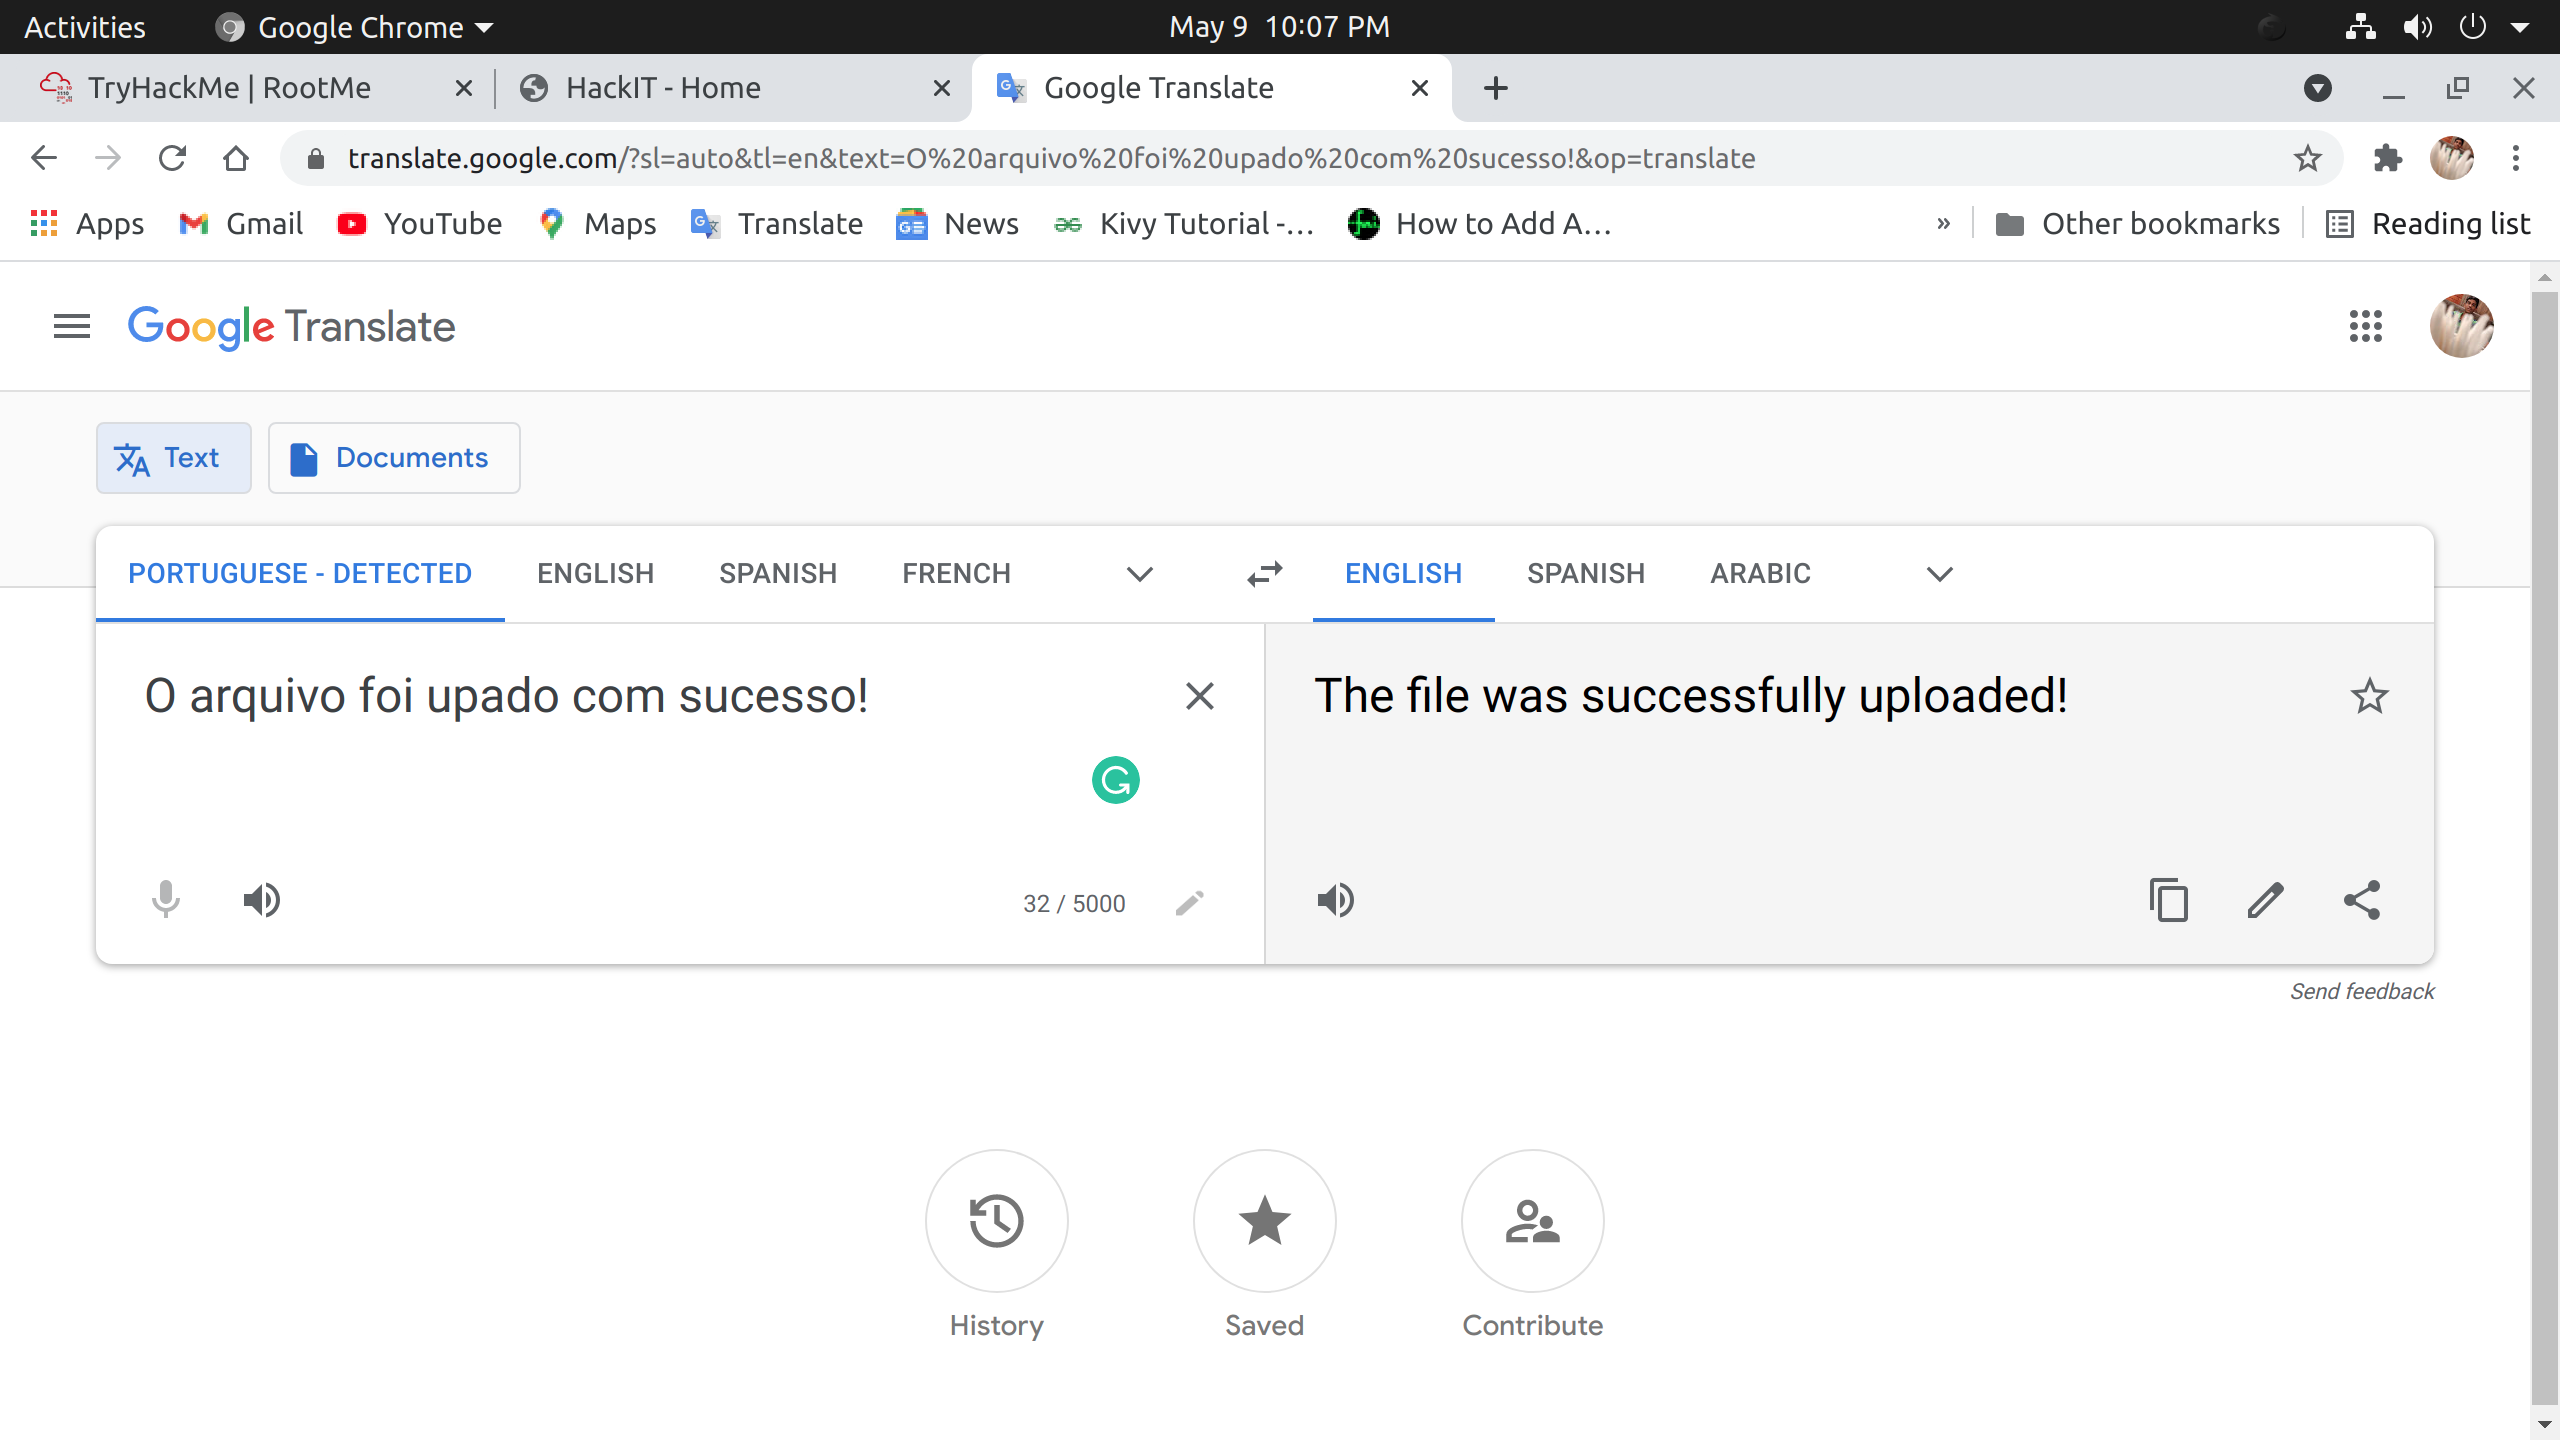 Activities Google Chrome May 9 10:07 PM
TryHackMe | RootMe HackIT - Home Google Translate
translate.google.com/?sl=auto&tl=en&text=O%20arquivo%20foi%20upado%20com%20sucesso!&op=translate
Apps Gmail YouTube Maps Translate News Kivy Tutorial -... How to Add A... » Other bookmarks Reading list
Google Translate
Text Documents
PORTUGUESE - DETECTED ENGLISH SPANISH FRENCH ENGLISH SPANISH ARABIC
O arquivo foi upado com sucesso! The file was successfully uploaded!
32 / 5000
Send feedback
History Saved Contribute